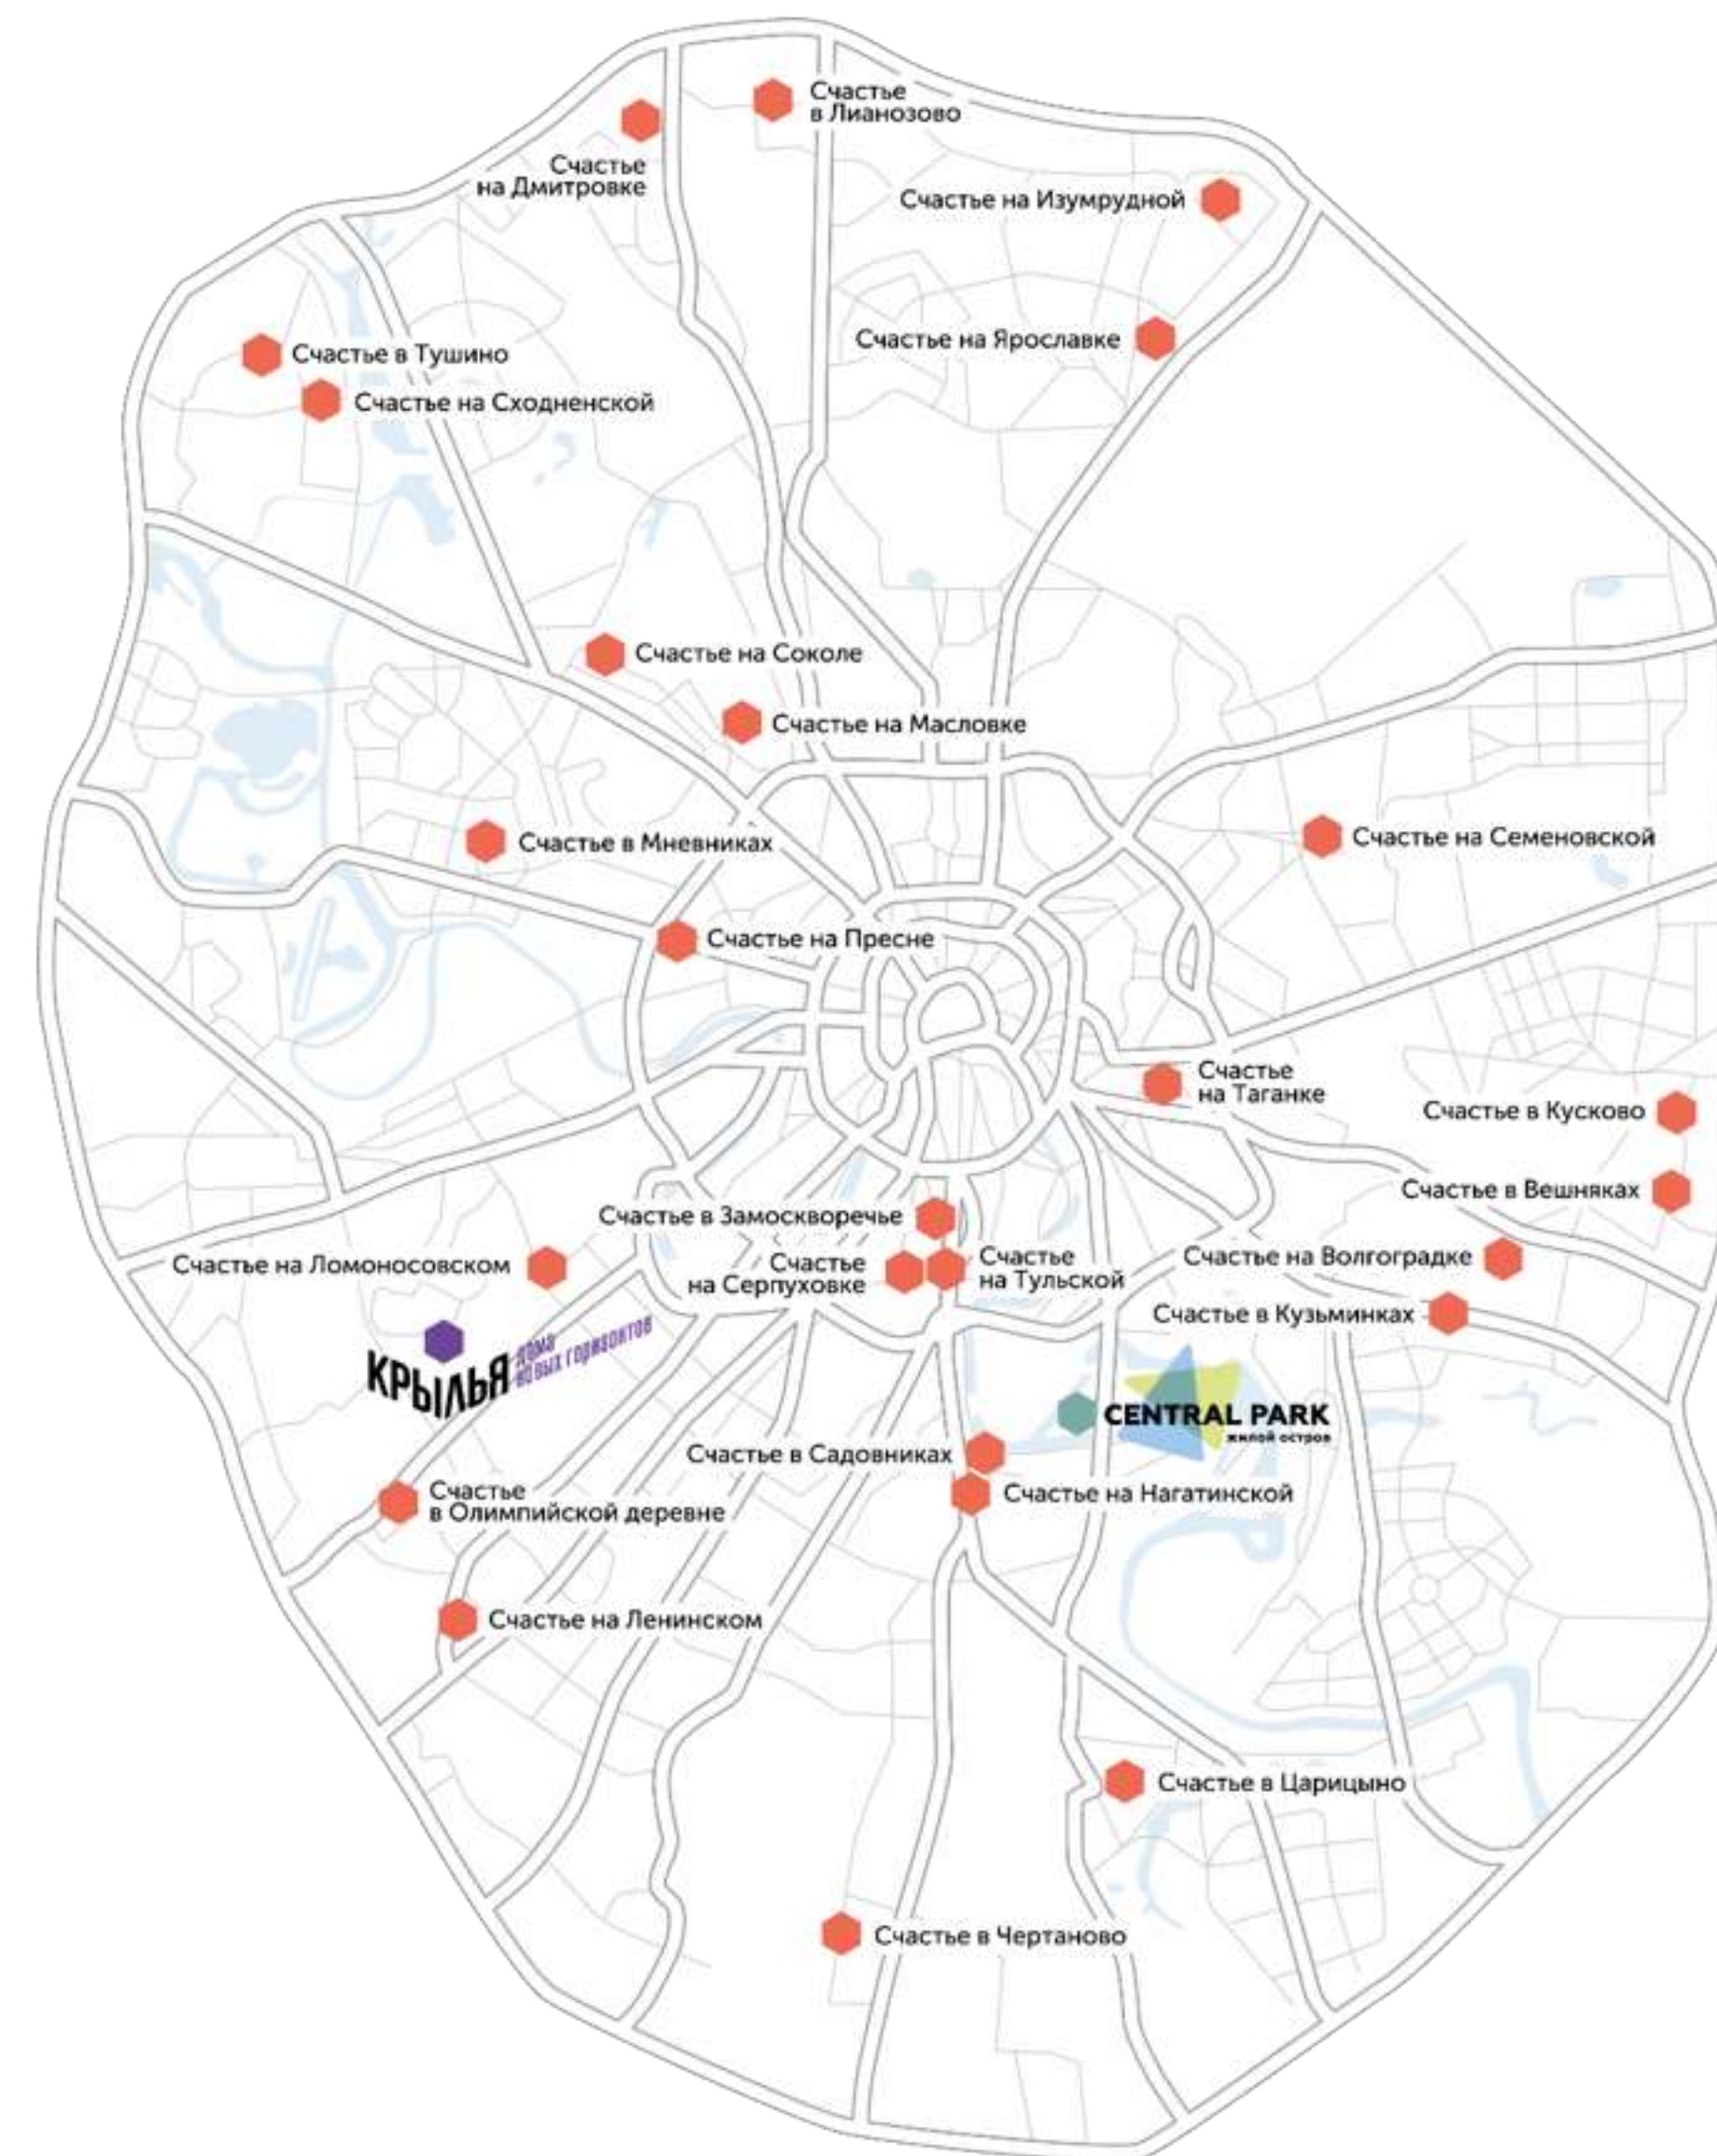 Счастье
в Лианозово
Счастье
на Дмитровке
Счастье на Изумрудной
Счастье на Ярославке
Счастье в Тушино
Счастье на Сходненской
Счастье на Соколе
Счастье на Масловке
Счастье в Мневниках
Счастье на Семеновской
Счастье на Пресне
Счастье
на Таганке
Счастье в Кусково
Счастье в Вешняках
Счастье в Замоскворечье
Счастье на Ломоносовском
Счастье
на Серпуховке
Счастье
на Тульской
Счастье на Волгоградке
Счастье в Кузьминках
КРЫЛЬЯ
дома
новых горизонтов
CENTRAL PARK
жилой остров
Счастье в Садовниках
Счастье на Нагатинской
Счастье
в Олимпийской деревне
Счастье на Ленинском
Счастье в Царицыно
Счастье в Чертаново